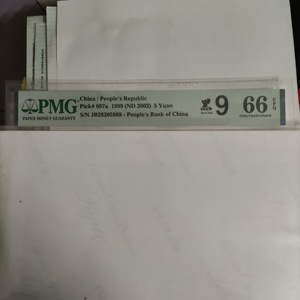 PMG
PAPER MONEY GUARANTY
China / People's Republic
Pick# 897a 1999 (ND 2002) 5 Yuan
S/N JB26205988 - People's Bank of China
9
66 EPQ
Gem Uncirculated